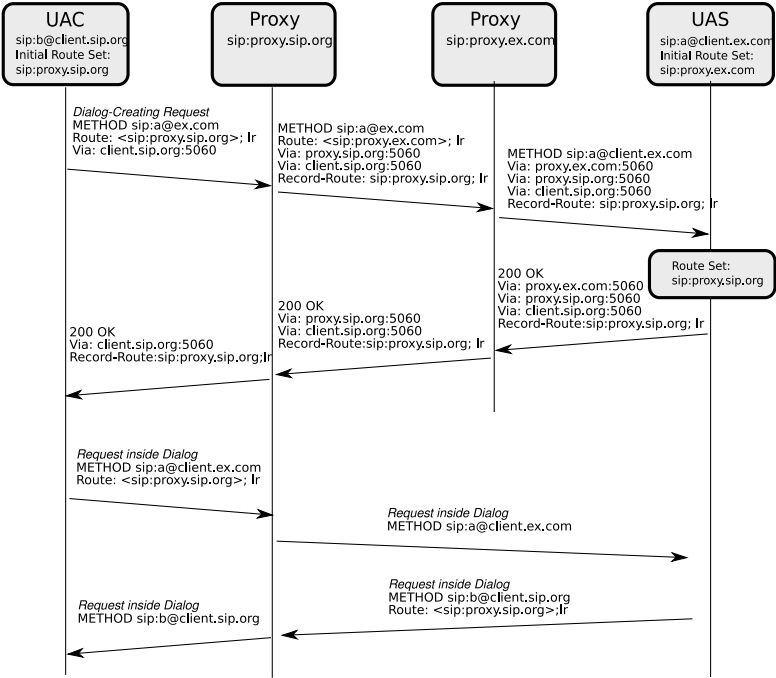 UAC
sip:b@client.sip.org
Initial Route Set:
sip:proxy.sip.org
Proxy
sip:proxy.sip.org
Proxy
sip:proxy.ex.com
UAS
sip:a@client.ex.com
Initial Route Set:
sip:proxy.ex.com
Dialog-Creating Request
METHOD sip:a@ex.com
Route: <sip:proxy.sip.org>; lr
Via: client.sip.org:5060
METHOD sip:a@ex.com
Route: <sip:proxy.ex.com>; lr
Via: proxy.sip.org:5060
Via: client.sip.org:5060
Record-Route: sip:proxy.sip.org; lr
METHOD sip:a@client.ex.com
Via: proxy.ex.com:5060
Via: proxy.sip.org:5060
Via: client.sip.org:5060
Record-Route: sip:proxy.sip.org; lr
Route Set:
sip:proxy.sip.org
200 OK
Via: proxy.ex.com:5060
Via: proxy.sip.org:5060
Via: client.sip.org:5060
Record-Route:sip:proxy.sip.org; lr
200 OK
Via: proxy.sip.org:5060
Via: client.sip.org:5060
Record-Route:sip:proxy.sip.org; lr
200 OK
Via: client.sip.org:5060
Record-Route:sip:proxy.sip.org;lr
Request inside Dialog
METHOD sip:a@client.ex.com
Route: <sip:proxy.sip.org>; lr
Request inside Dialog
METHOD sip:a@client.ex.com
Request inside Dialog
METHOD sip:b@client.sip.org
Route: <sip:proxy.sip.org>;lr
Request inside Dialog
METHOD sip:b@client.sip.org